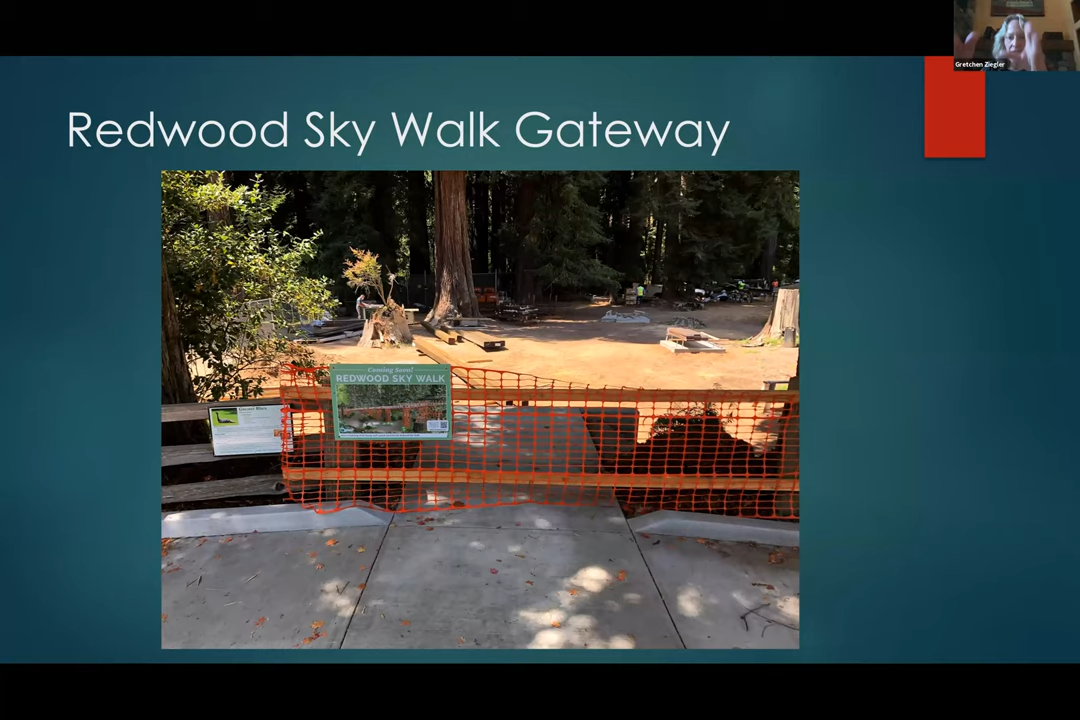 Gretchen Ziegler
Redwood Sky Walk Gateway
Coming Soon!
REDWOOD SKY WALK